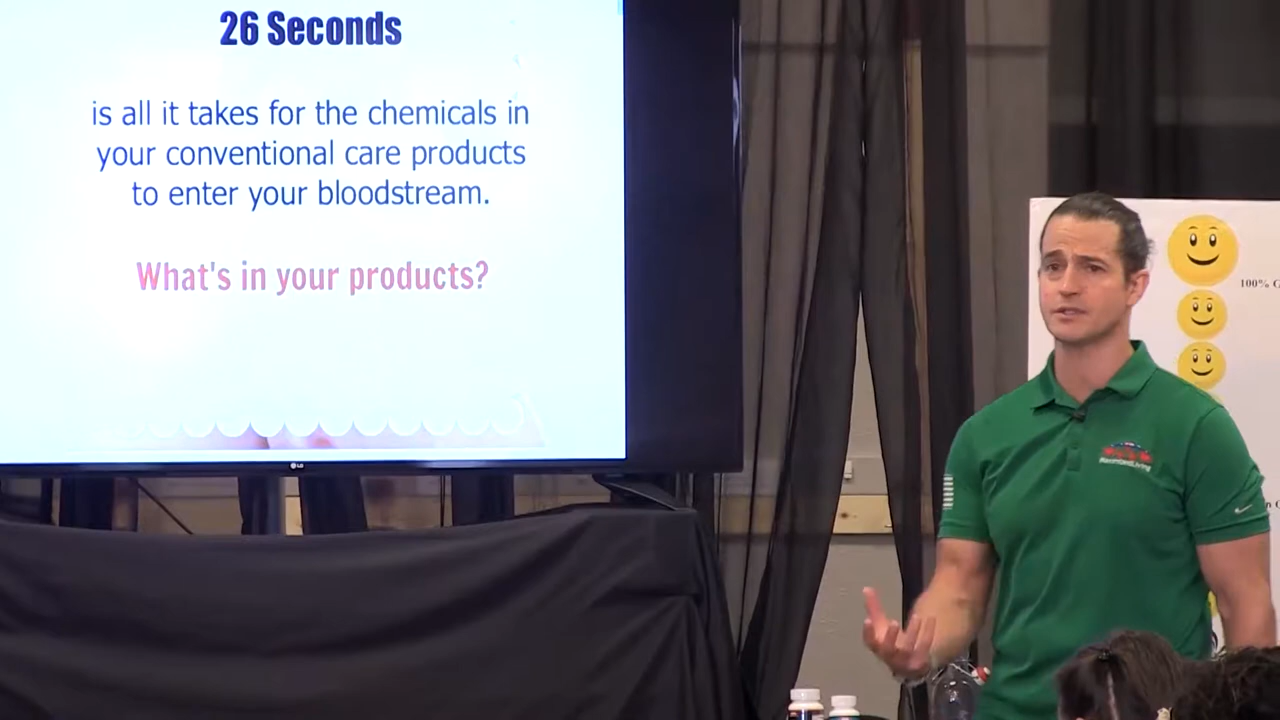 26 Seconds
is all it takes for the chemicals in
your conventional care products
to enter your bloodstream.
What's in your products?
LG
100%